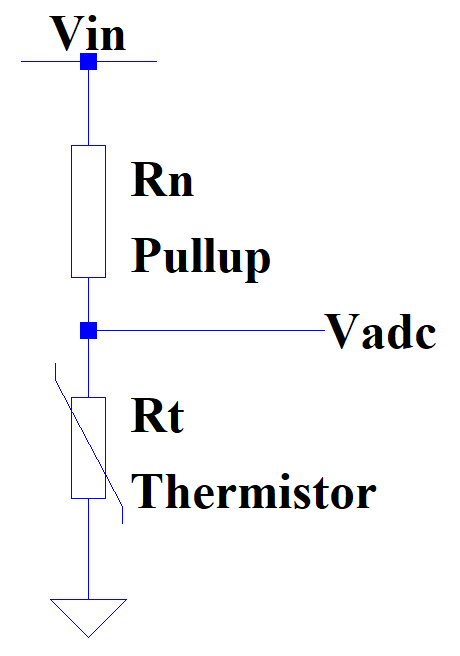 Vin
Rn
Pullup
Vadc
Rt
Thermistor